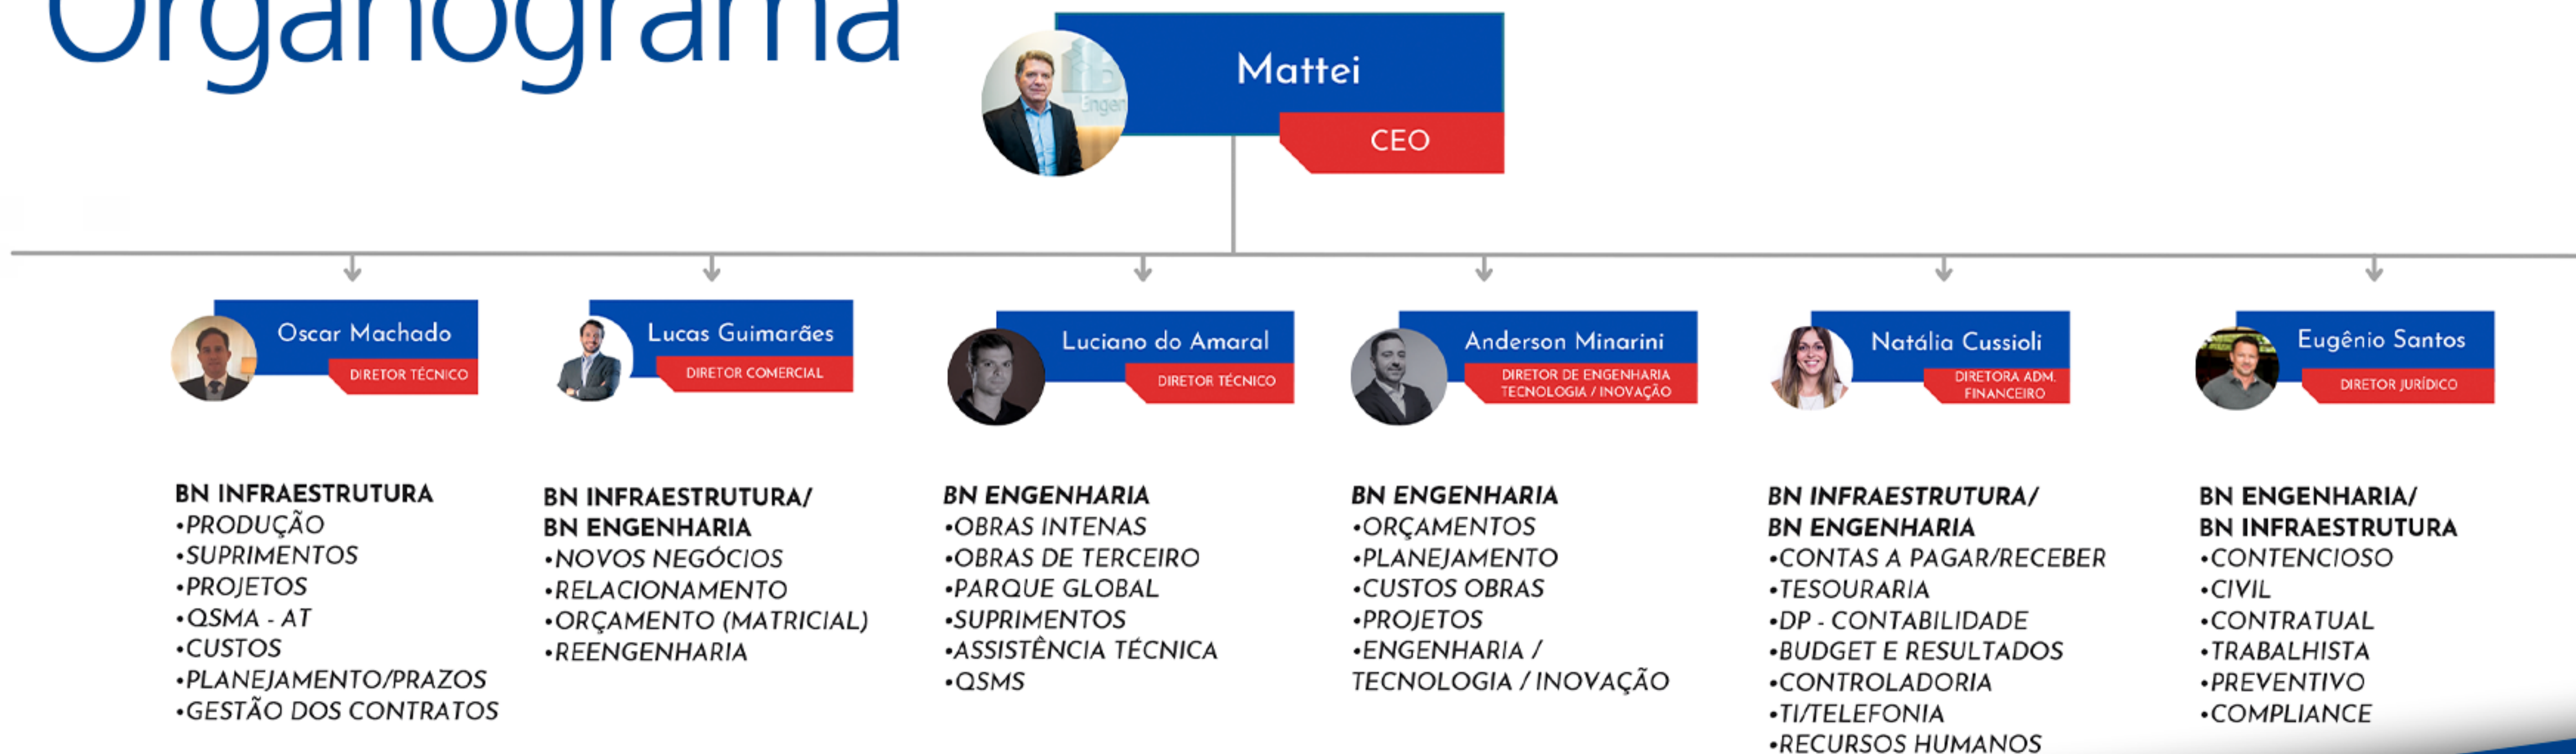 Organograma
Mattei
CEO
Engen
Oscar Machado
DIRETOR TÉCNICO
Lucas Guimarães
DIRETOR COMERCIAL
Luciano do Amaral
DIRETOR TÉCNICO
Anderson Minarini
DIRETOR DE ENGENHARIA
TECNOLOGIA / INOVAÇÃO
Natália Cussioli
DIRETORA ADM.
FINANCEIRO
Eugênio Santos
DIRETOR JURÍDICO
BN INFRAESTRUTURA
•PRODUÇÃO
•SUPRIMENTOS
•PROJETOS
•QSMA - AT
•CUSTOS
•PLANEJAMENTO/PRAZOS
•GESTÃO DOS CONTRATOS
BN INFRAESTRUTURA/
BN ENGENHARIA
•NOVOS NEGÓCIOS
•RELACIONAMENTO
•ORÇAMENTO (MATRICIAL)
•REENGENHARIA
BN ENGENHARIA
•OBRAS INTENAS
•OBRAS DE TERCEIRO
•PARQUE GLOBAL
•SUPRIMENTOS
•ASSISTÊNCIA TÉCNICA
•QSMS
BN ENGENHARIA
•ORÇAMENTOS
•PLANEJAMENTO
•CUSTOS OBRAS
•PROJETOS
•ENGENHARIA /
TECNOLOGIA / INOVAÇÃO
BN INFRAESTRUTURA/
BN ENGENHARIA
•CONTAS A PAGAR/RECEBER
•TESOURARIA
•DP - CONTABILIDADE
•BUDGET E RESULTADOS
•CONTROLADORIA
•TI/TELEFONIA
•RECURSOS HUMANOS
BN ENGENHARIA/
BN INFRAESTRUTURA
•CONTENCIOSO
•CIVIL
•CONTRATUAL
•TRABALHISTA
•PREVENTIVO
•COMPLIANCE